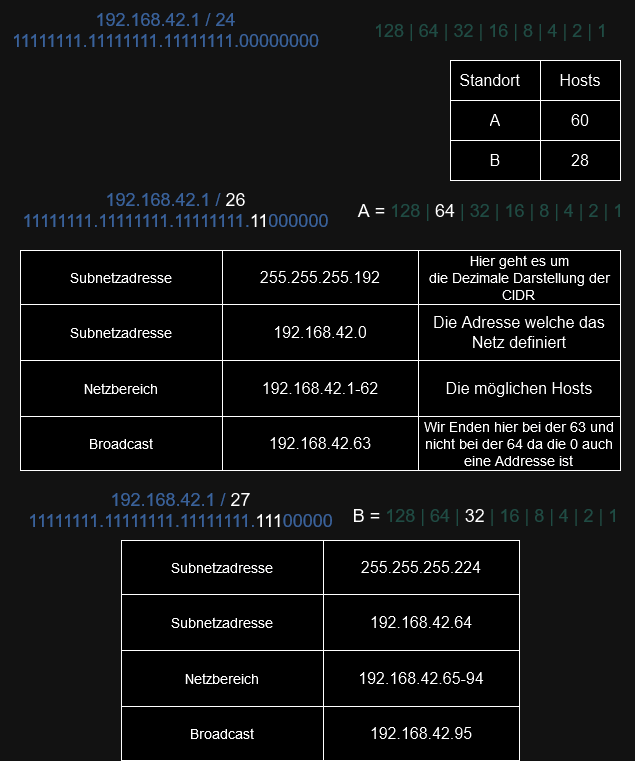 192.168.42.1 / 24
11111111.11111111.11111111.00000000
128 | 64 | 32 | 16 | 8 | 4 | 2 | 1
Standort Hosts
A 60
B 28
192.168.42.1 / 26
11111111.11111111.11111111.11000000
A = 128 | 64 | 32 | 16 | 8 | 4 | 2 | 1
Subnetzadresse 255.255.255.192 Hier geht es um
die Dezimale Darstellung der
CIDR
Subnetzadresse 192.168.42.0 Die Adresse welche das
Netz definiert
Netzbereich 192.168.42.1-62 Die möglichen Hosts
Broadcast 192.168.42.63 Wir Enden hier bei der 63 und
nicht bei der 64 da die 0 auch
eine Addresse ist
192.168.42.1 / 27
11111111.11111111.11111111.11100000
B = 128 | 64 | 32 | 16 | 8 | 4 | 2 | 1
Subnetzadresse 255.255.255.224
Subnetzadresse 192.168.42.64
Netzbereich 192.168.42.65-94
Broadcast 192.168.42.95